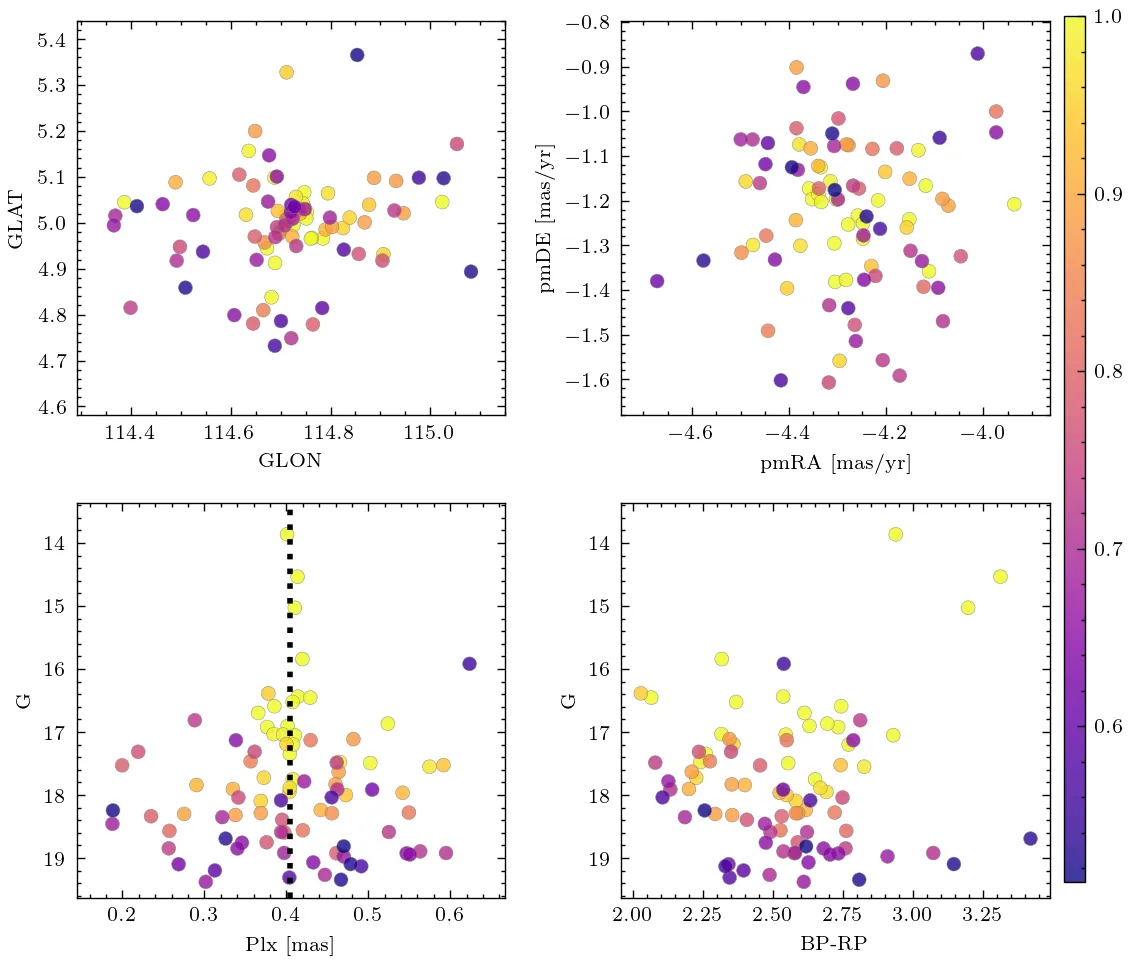 5.4
5.3
5.2
5.1
5.0
4.9
4.8
4.7
4.6
GLAT
114.4 114.6 114.8 115.0
GLON
−0.8
−0.9
−1.0
−1.1
−1.2
−1.3
−1.4
−1.5
−1.6
pmDE [mas/yr]
−4.6 −4.4 −4.2 −4.0
pmRA [mas/yr]
14
15
16
17
18
19
G
0.2 0.3 0.4 0.5 0.6
Plx [mas]
14
15
16
17
18
19
G
2.00 2.25 2.50 2.75 3.00 3.25
BP-RP
1.0
0.9
0.8
0.7
0.6